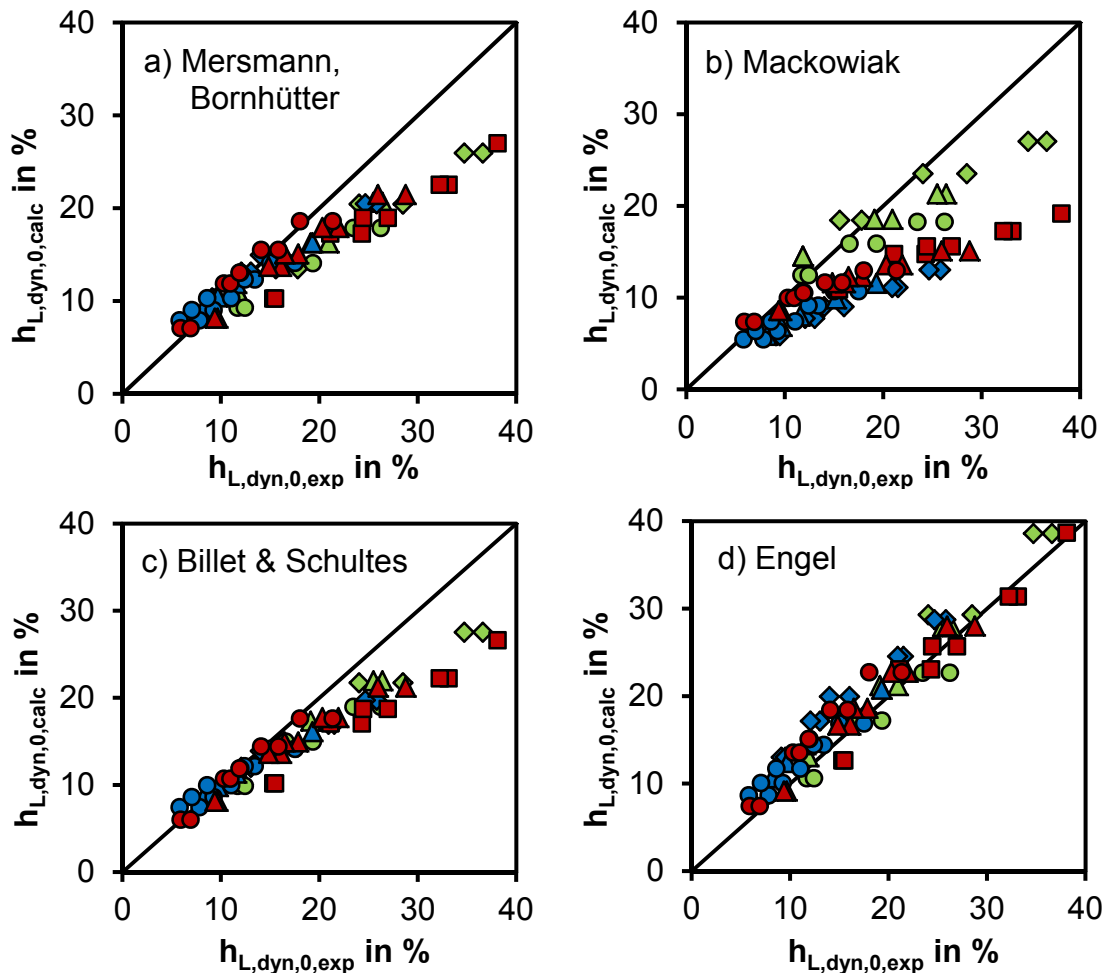 a) Mersmann,
Bornhütter
h_L,dyn,0,calc in %
40
30
20
10
0
0 10 20 30 40
h_L,dyn,0,exp in %
b) Mackowiak
h_L,dyn,0,calc in %
40
30
20
10
0
0 10 20 30 40
h_L,dyn,0,exp in %
c) Billet & Schultes
h_L,dyn,0,calc in %
40
30
20
10
0
0 10 20 30 40
h_L,dyn,0,exp in %
d) Engel
h_L,dyn,0,calc in %
40
30
20
10
0
0 10 20 30 40
h_L,dyn,0,exp in %